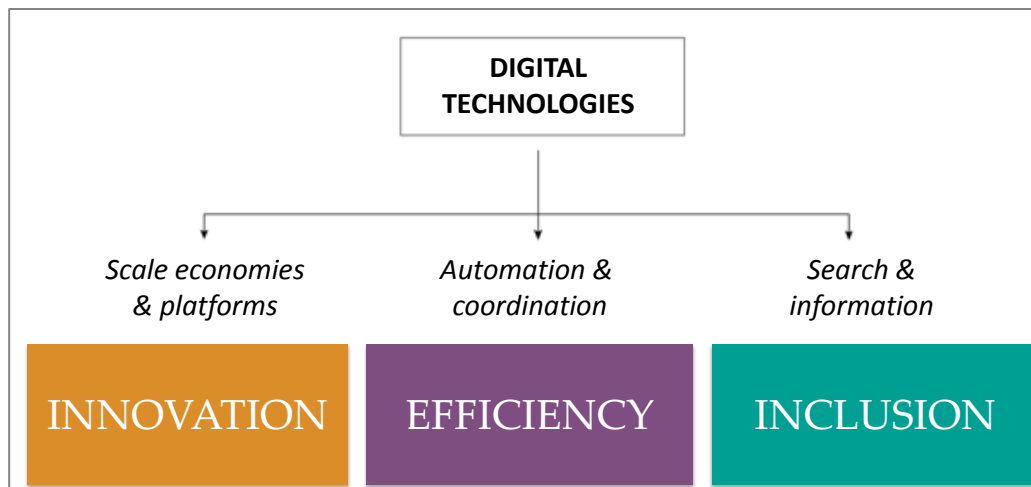 DIGITAL
TECHNOLOGIES
Scale economies
& platforms
Automation &
coordination
Search &
information
INNOVATION
EFFICIENCY
INCLUSION